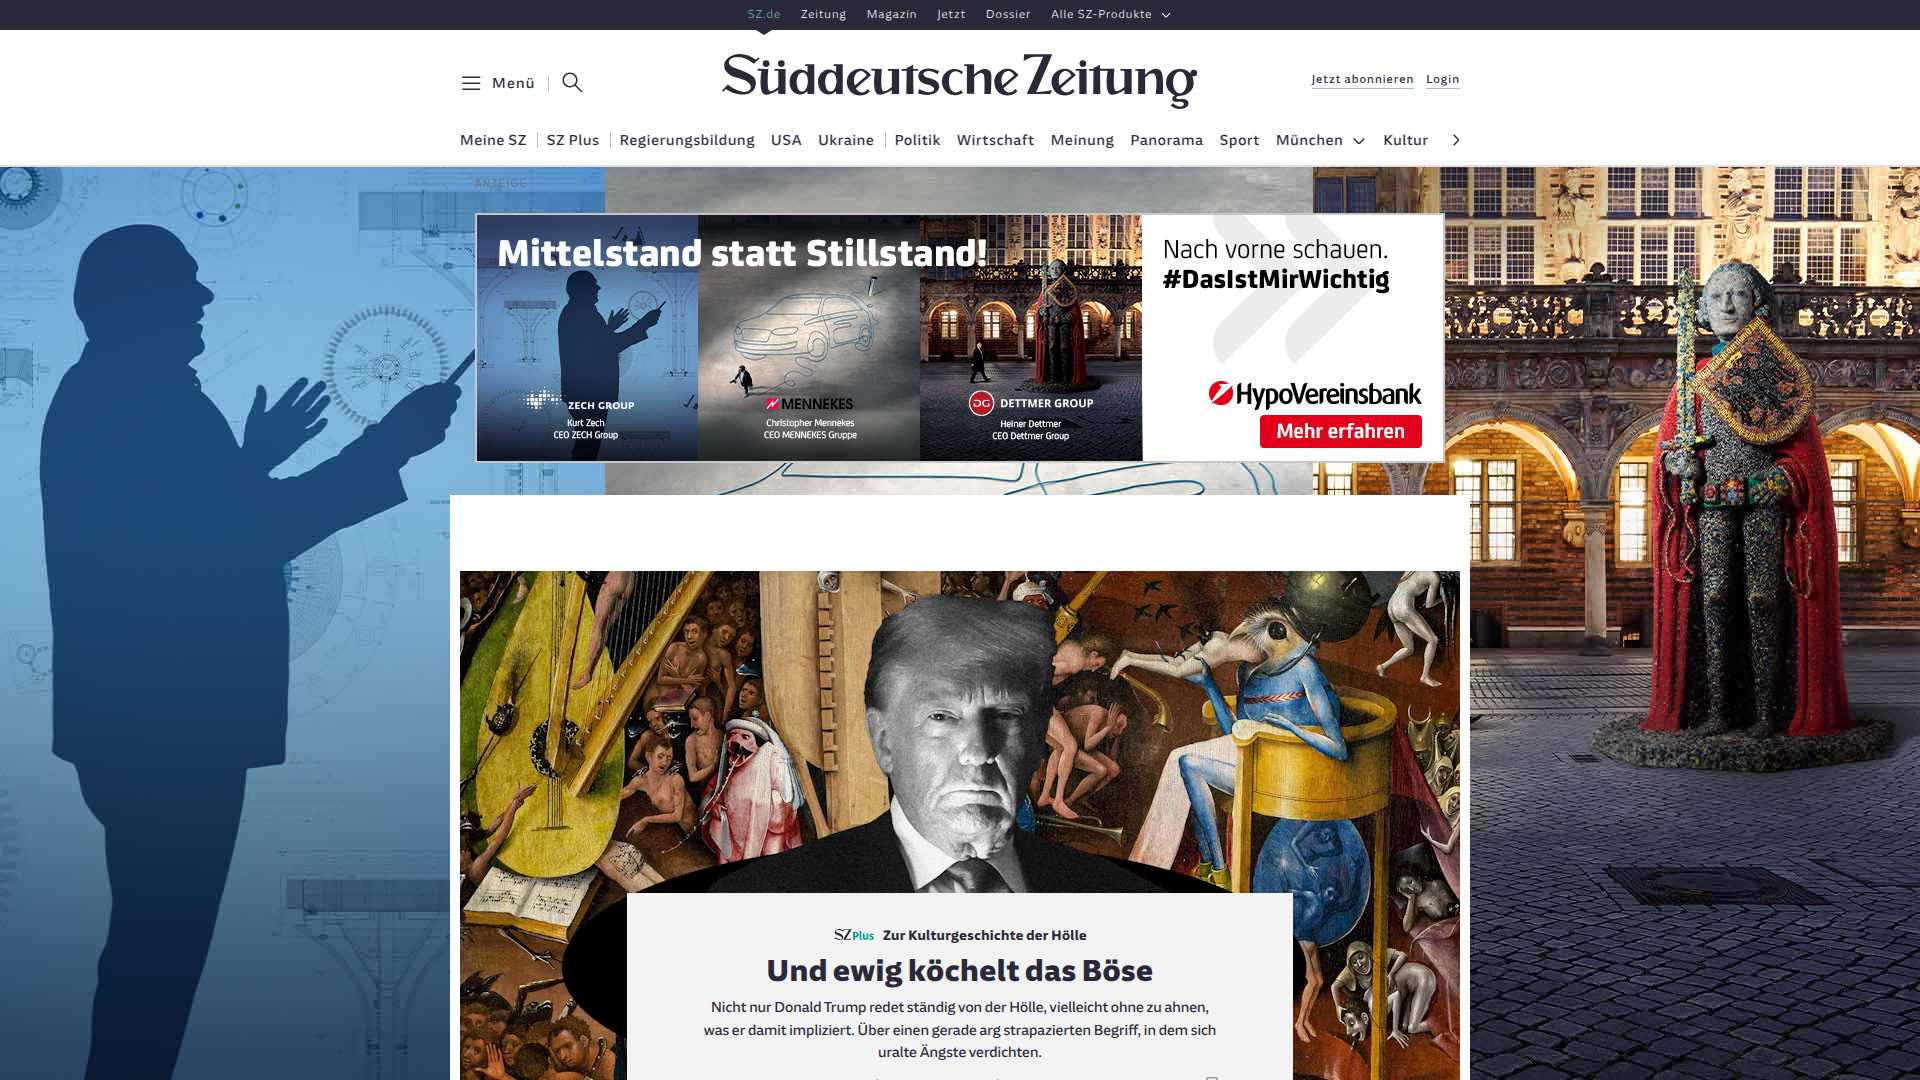 SZ.de Zeitung Magazin Jetzt Dossier Alle SZ-Produkte
Menü
Süddeutsche Zeitung
Jetzt abonnieren Login
Meine SZ SZ Plus Regierungsbildung USA Ukraine Politik Wirtschaft Meinung Panorama Sport München Kultur
ANZEIGE
Mittelstand statt Stillstand!
ZECH GROUP
Kurt Zech
CEO ZECH Group
MENNEKES
Christopher Mennekes
CEO MENNEKES Gruppe
DG DETTMER GROUP
Heiner Dettmer
CEO Dettmer Group
Nach vorne schauen.
#DasIstMirWichtig
HypoVereinsbank
Mehr erfahren
SZ Plus Zur Kulturgeschichte der Hölle
Und ewig köchelt das Böse
Nicht nur Donald Trump redet ständig von der Hölle, vielleicht ohne zu ahnen,
was er damit impliziert. Über einen gerade arg strapazierten Begriff, in dem sich
uralte Ängste verdichten.